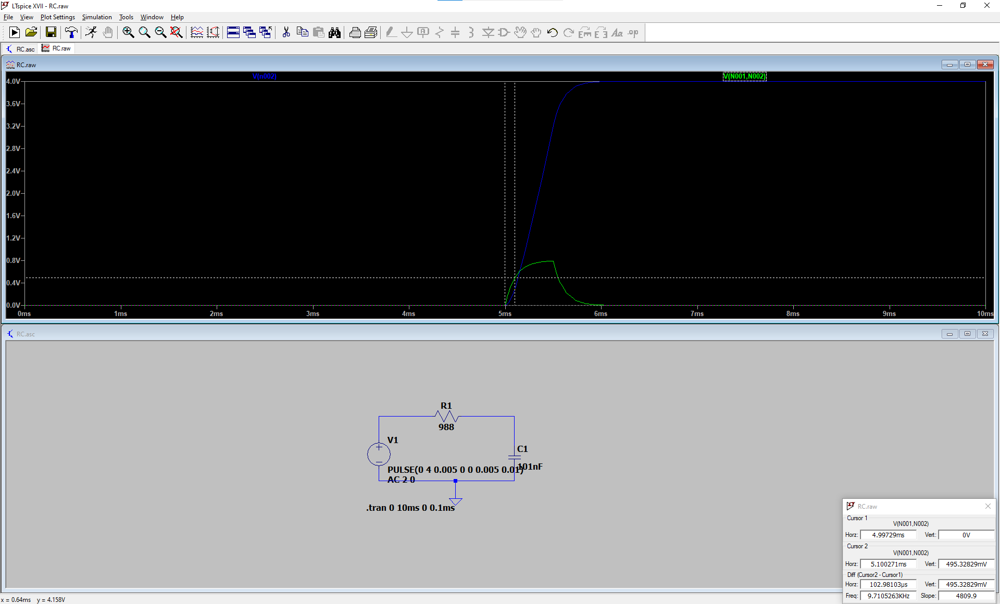 LTspice XVII - RC.raw
File View Plot Settings Simulation Tools Window Help
RC.asc RC.raw
RC.raw
V(n002) V(N001,N002)
4.0V
3.6V
3.2V
2.8V
2.4V
2.0V
1.6V
1.2V
0.8V
0.4V
0.0V
0ms 1ms 2ms 3ms 4ms 5ms 6ms 7ms 8ms 9ms 10ms
RC.asc
R1
988
V1
C1
101nF
PULSE(0 4 0.005 0 0 0.005 0.01)
AC 2 0
.tran 0 10ms 0 0.1ms
RC.raw
Cursor 1
V(N001,N002)
Horz: 4.99729ms Vert: 0V
Cursor 2
V(N001,N002)
Horz: 5.100271ms Vert: 495.32829mV
Diff (Cursor2 - Cursor1)
Horz: 102.98103µs Vert: 495.32829mV
Freq: 9.7105263KHz Slope: 4809.9
x = 0.64ms y = 4.158V